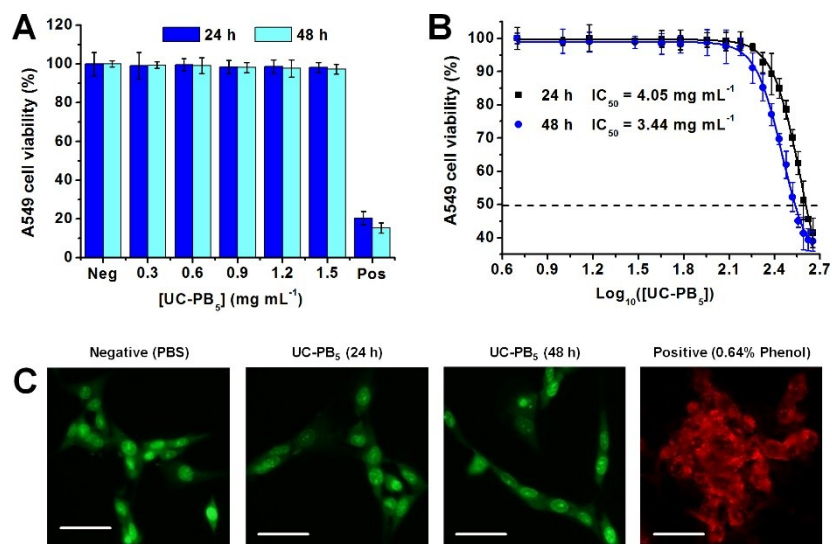 A
24 h 48 h
120
100
80
60
40
20
0
A549 cell viability (%)
Neg 0.3 0.6 0.9 1.2 1.5 Pos
[UC-PB₅] (mg mL⁻¹)
B
100
90
80
70
60
50
40
A549 cell viability (%)
24 h IC₅₀ = 4.05 mg mL⁻¹
48 h IC₅₀ = 3.44 mg mL⁻¹
0.6 0.9 1.2 1.5 1.8 2.1 2.4 2.7
Log₁₀([UC-PB₅])
C
Negative (PBS)
UC-PB₅ (24 h)
UC-PB₅ (48 h)
Positive (0.64% Phenol)